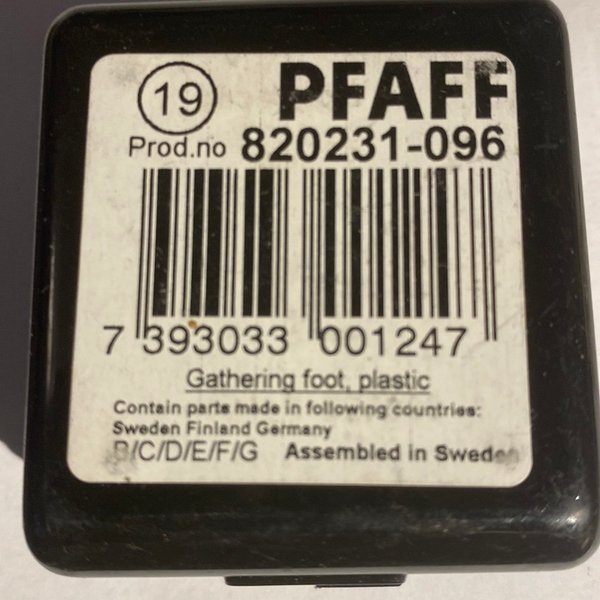 19 PFAFF
Prod.no 820231-096
7 393033 001247
Gathering foot, plastic
Contain parts made in following countries:
Sweden Finland Germany
B/C/D/E/F/G Assembled in Sweden